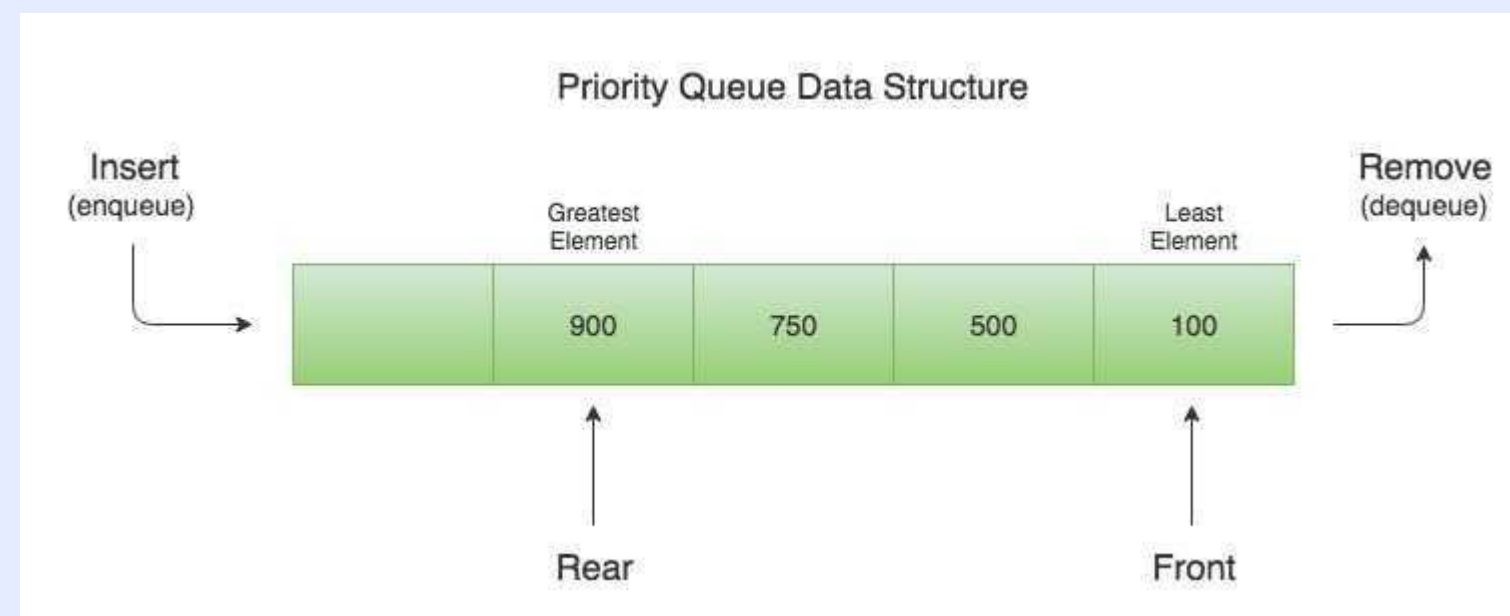 Priority Queue Data Structure
Insert
(enqueue)
Remove
(dequeue)
Greatest
Element
Least
Element
900 750 500 100
Rear
Front